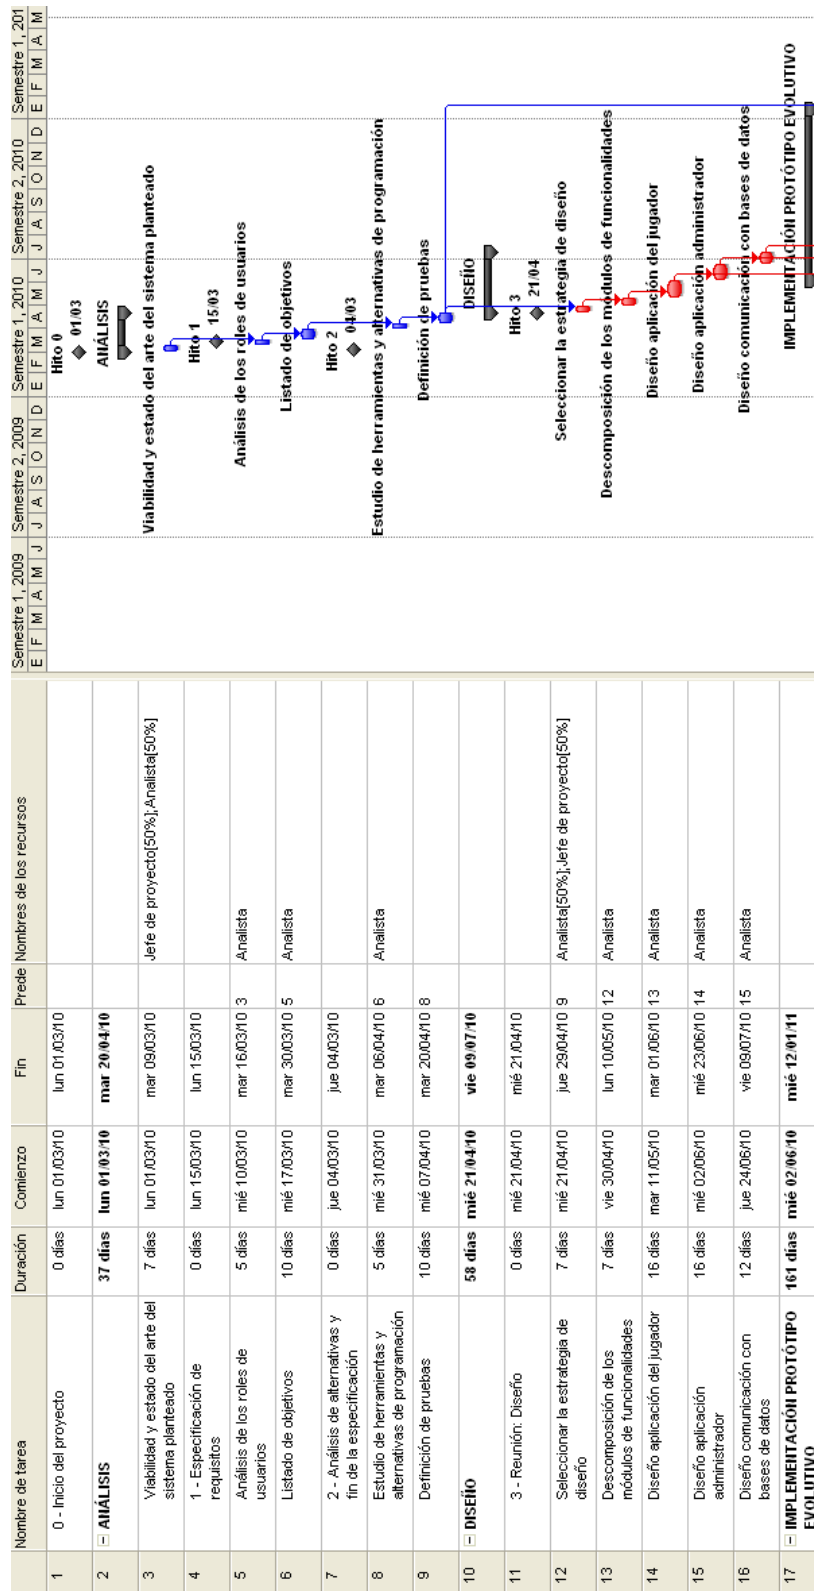 Nombre de tarea Duración Comienzo Fin Prede Nombres de los recursos
1 0 - Inicio del proyecto 0 días lun 01/03/10 lun 01/03/10
2 ANÁLISIS 37 días lun 01/03/10 mar 20/04/10
3 Viabilidad y estado del arte del 7 días lun 01/03/10 mar 09/03/10 Jefe de proyecto[50%];Analista[50%]
sistema planteado
4 1 - Especificación de 0 días lun 15/03/10 lun 15/03/10
requisitos
5 Análisis de los roles de 5 días mié 10/03/10 mar 16/03/10 3 Analista
usuarios
6 Listado de objetivos 10 días mié 17/03/10 mar 30/03/10 5 Analista
7 2 - Análisis de alternativas y 0 días jue 04/03/10 jue 04/03/10
fin de la especificación
8 Estudio de herramientas y 5 días mié 31/03/10 mar 06/04/10 6 Analista
alternativas de programación
9 Definición de pruebas 10 días mié 07/04/10 mar 20/04/10 8
10 DISEÑO 58 días mié 21/04/10 vie 09/07/10
11 3 - Reunión: Diseño 0 días mié 21/04/10 mié 21/04/10
12 Seleccionar la estrategia de 7 días mié 21/04/10 jue 29/04/10 9 Analista[50%];Jefe de proyecto[50%]
diseño
13 Descomposición de los 7 días vie 30/04/10 lun 10/05/10 12 Analista
módulos de funcionalidades
14 Diseño aplicación del jugador 16 días mar 11/05/10 mar 01/06/10 13 Analista
15 Diseño aplicación 16 días mié 02/06/10 mié 23/06/10 14 Analista
administrador
16 Diseño comunicación con 12 días jue 24/06/10 vie 09/07/10 15 Analista
bases de datos
17 IMPLEMENTACIÓN PROTÓTIPO 161 días mié 02/06/10 mié 12/01/11
EVOLUTIVO
Semestre 1, 2009 Semestre 2, 2009 Semestre 1, 2010 Semestre 2, 2010 Semestre 1, 201
E F M A M J J A S O N D E F M A M J J A S O N D E F M A M
Hito 0
01/03
ANÁLISIS
Viabilidad y estado del arte del sistema planteado
Hito 1
15/03
Análisis de los roles de usuarios
Listado de objetivos
Hito 2
04/03
Estudio de herramientas y alternativas de programación
Definición de pruebas
DISEÑO
Hito 3
21/04
Seleccionar la estrategia de diseño
Descomposición de los módulos de funcionalidades
Diseño aplicación del jugador
Diseño aplicación administrador
Diseño comunicación con bases de datos
IMPLEMENTACIÓN PROTÓTIPO EVOLUTIVO